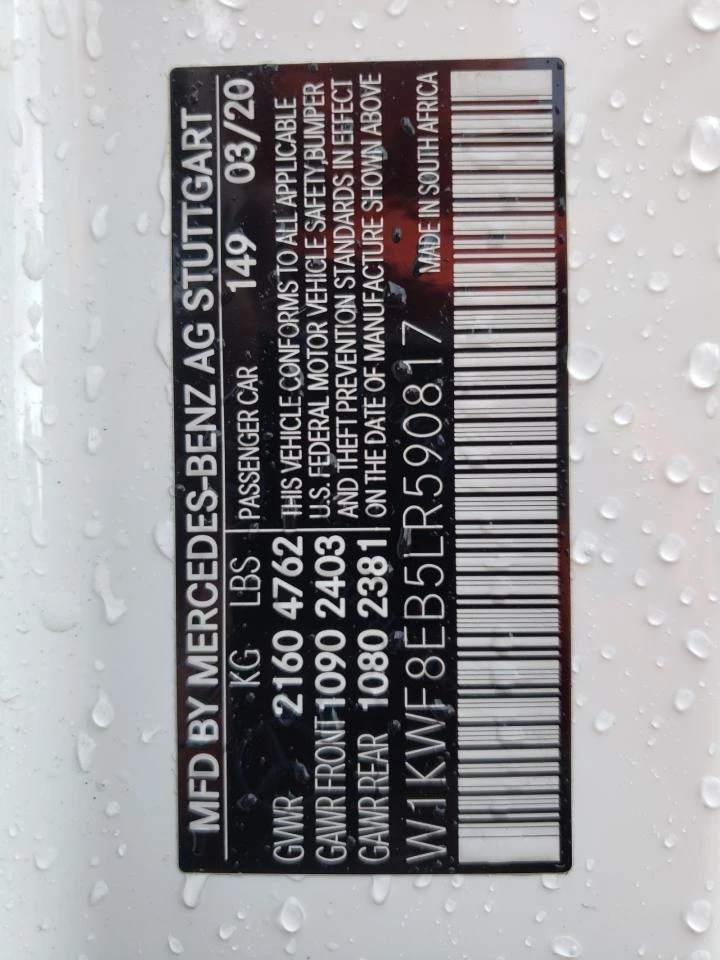 MFD BY MERCEDES-BENZ AG STUTTGART
KG LBS PASSENGER CAR 149 03/20
GVWR 2160 4762 THIS VEHICLE CONFORMS TO ALL APPLICABLE
GAWR FRONT 1090 2403 U.S. FEDERAL MOTOR VEHICLE SAFETY,BUMPER
AND THEFT PREVENTION STANDARDS IN EFFECT
GAWR REAR 1080 2381 ON THE DATE OF MANUFACTURE SHOWN ABOVE
W1KWF8EB5LR590817 MADE IN SOUTH AFRICA